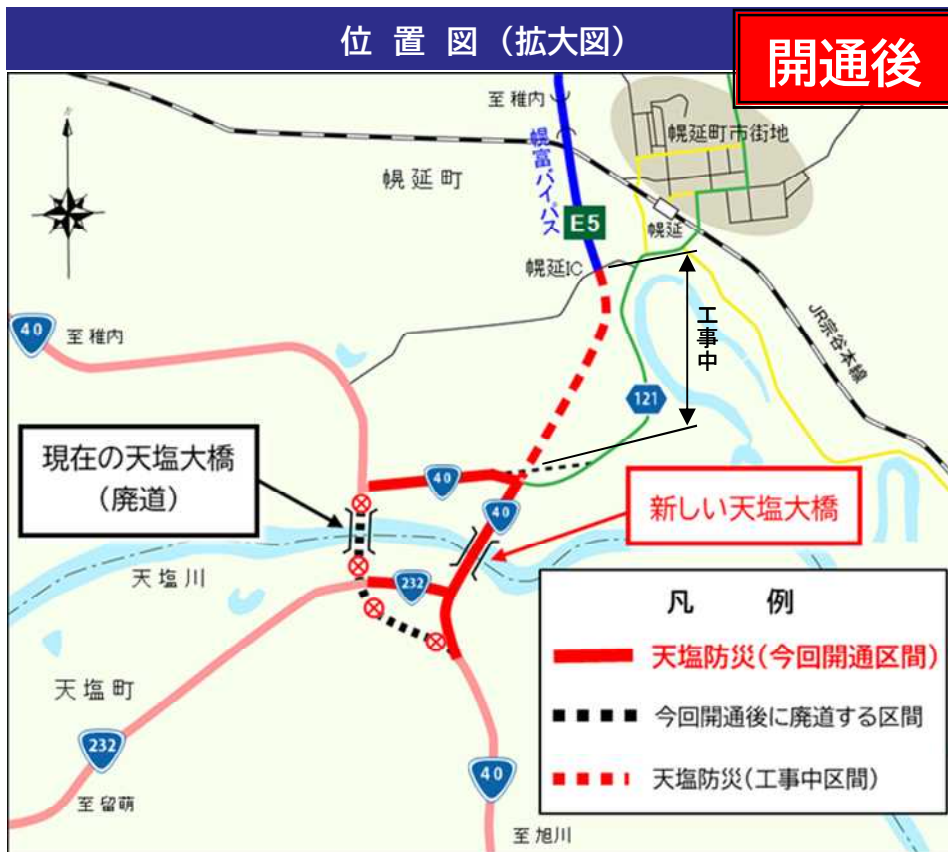 位置図（拡大図）
開通後
至稚内
幌富バイパス
幌延町市街地
幌延町
E5
幌延
幌延IC
JR宗谷本線
工事中
40
至稚内
121
現在の天塩大橋
（廃道）
40
40
新しい天塩大橋
天塩川
232
天塩町
232
至留萌
40
至旭川
凡例
天塩防災(今回開通区間)
今回開通後に廃道する区間
天塩防災(工事中区間)